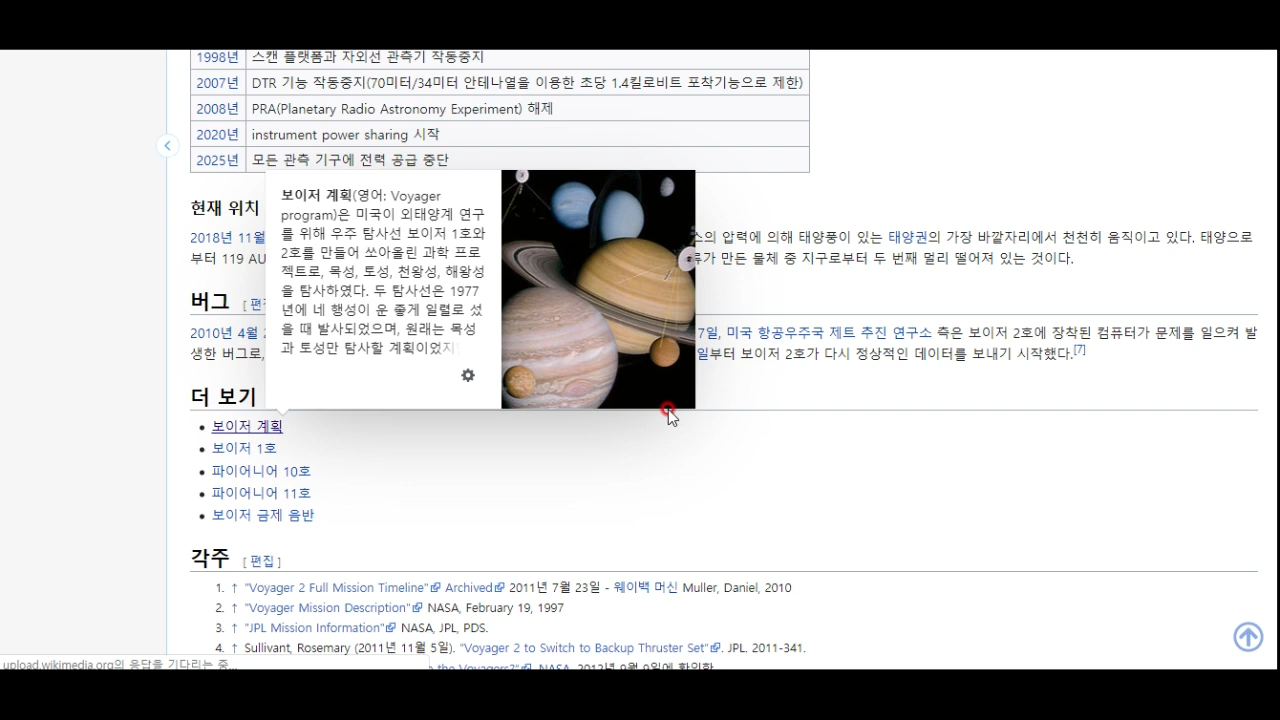 1998년 스캔 플랫폼과 자외선 관측기 작동중지
2007년 DTR 기능 작동중지(70미터/34미터 안테나열을 이용한 초당 1.4킬로비트 포착기능으로 제한)
2008년 PRA(Planetary Radio Astronomy Experiment) 해제
2020년 instrument power sharing 시작
2025년 모든 관측 기구에 전력 공급 중단
현재 위치
2018년 11월
의 압력에 의해 태양풍이 있는 태양권의 가장 바깥자리에서 천천히 움직이고 있다. 태양으로
부터 119 AU
가 만든 물체 중 지구로부터 두 번째 멀리 떨어져 있는 것이다.
보이저 계획(영어: Voyager
program)은 미국이 외태양계 연구
를 위해 우주 탐사선 보이저 1호와
2호를 만들어 쏘아올린 과학 프로
젝트로, 목성, 토성, 천왕성, 해왕성
을 탐사하였다. 두 탐사선은 1977
년에 네 행성이 운 좋게 일렬로 섰
을 때 발사되었으며, 원래는 목성
과 토성만 탐사할 계획이었지
버그 [편
2010년 4월
7일, 미국 항공우주국 제트 추진 연구소 측은 보이저 2호에 장착된 컴퓨터가 문제를 일으켜 발
생한 버그로,
일부터 보이저 2호가 다시 정상적인 데이터를 보내기 시작했다.[7]
더 보기
• 보이저 계획
• 보이저 1호
• 파이어니어 10호
• 파이어니어 11호
• 보이저 금제 음반
각주 [편집]
1. ↑ "Voyager 2 Full Mission Timeline" Archived 2011년 7월 23일 - 웨이백 머신 Muller, Daniel, 2010
2. ↑ "Voyager Mission Description" NASA, February 19, 1997
3. ↑ "JPL Mission Information" NASA, JPL, PDS.
4. ↑ Sullivant, Rosemary (2011년 11월 5일). "Voyager 2 to Switch to Backup Thruster Set". JPL. 2011-341.
the Voyagers?". NASA. 2012년 9월 9일에 확인함
upload.wikimedia.org의 응답을 기다리는 중...